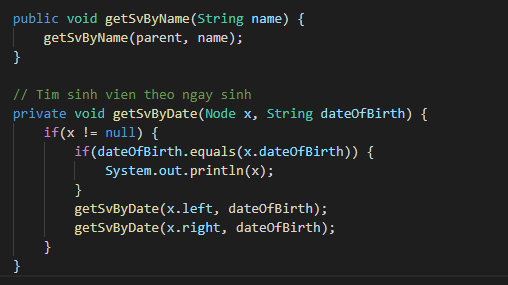 public void getSvByName(String name) {
    getSvByName(parent, name);
}
// Tim sinh vien theo ngay sinh
private void getSvByDate(Node x, String dateOfBirth) {
    if(x != null) {
        if(dateOfBirth.equals(x.dateOfBirth)) {
            System.out.println(x);
        }
        getSvByDate(x.left, dateOfBirth);
        getSvByDate(x.right, dateOfBirth);
    }
}